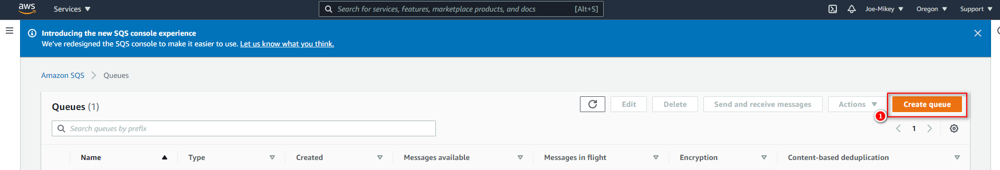 aws
Services
Search for services, features, marketplace products, and docs [Alt+S]
Joe-Mikey
Oregon
Support
Introducing the new SQS console experience
We've redesigned the SQS console to make it easier to use. Let us know what you think.
Amazon SQS > Queues
Queues (1)
Edit
Delete
Send and receive messages
Actions
Create queue
1
Search queues by prefix
1
Name
Type
Created
Messages available
Messages in flight
Encryption
Content-based deduplication